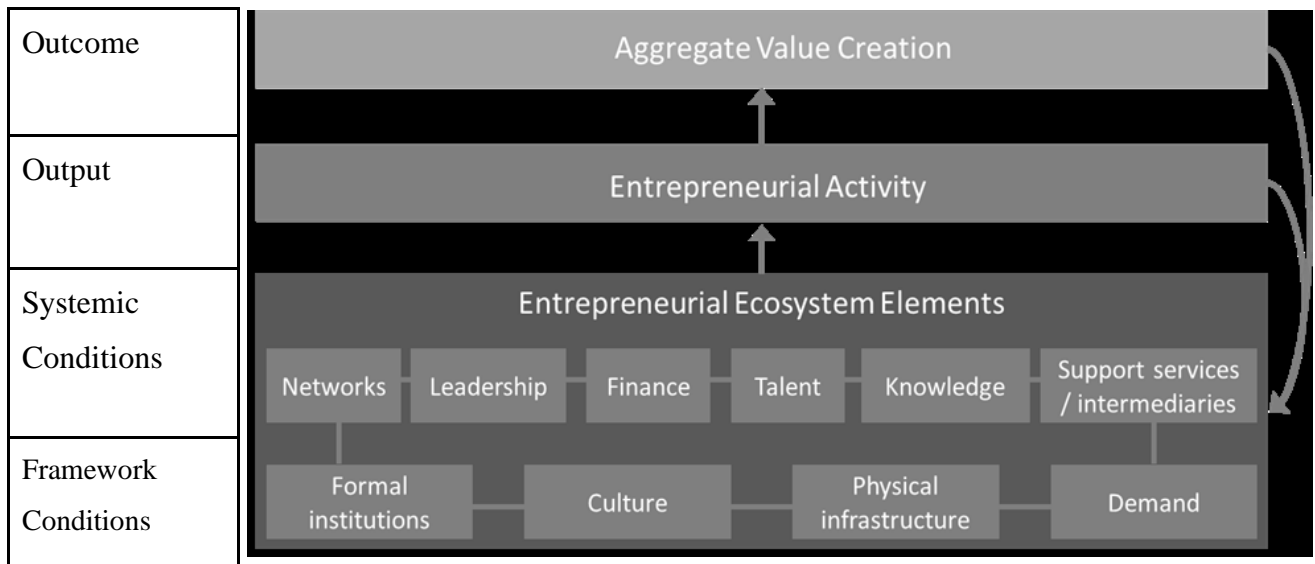 Outcome
Aggregate Value Creation
Output
Entrepreneurial Activity
Systemic
Conditions
Entrepreneurial Ecosystem Elements
Networks
Leadership
Finance
Talent
Knowledge
Support services
/ intermediaries
Framework
Conditions
Formal
institutions
Culture
Physical
infrastructure
Demand